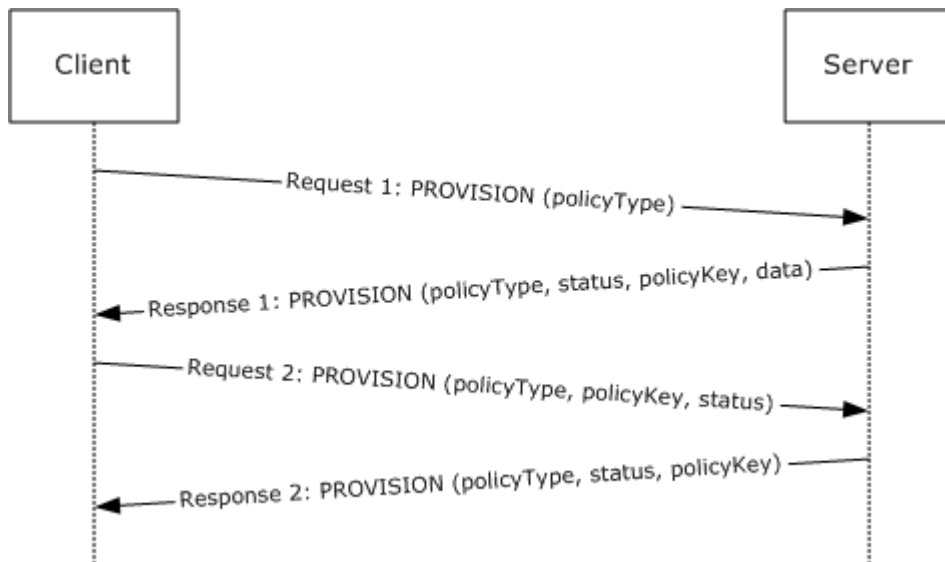 Client
Server
Request 1: PROVISION (policyType)
Response 1: PROVISION (policyType, status, policyKey, data)
Request 2: PROVISION (policyType, policyKey, status)
Response 2: PROVISION (policyType, status, policyKey)